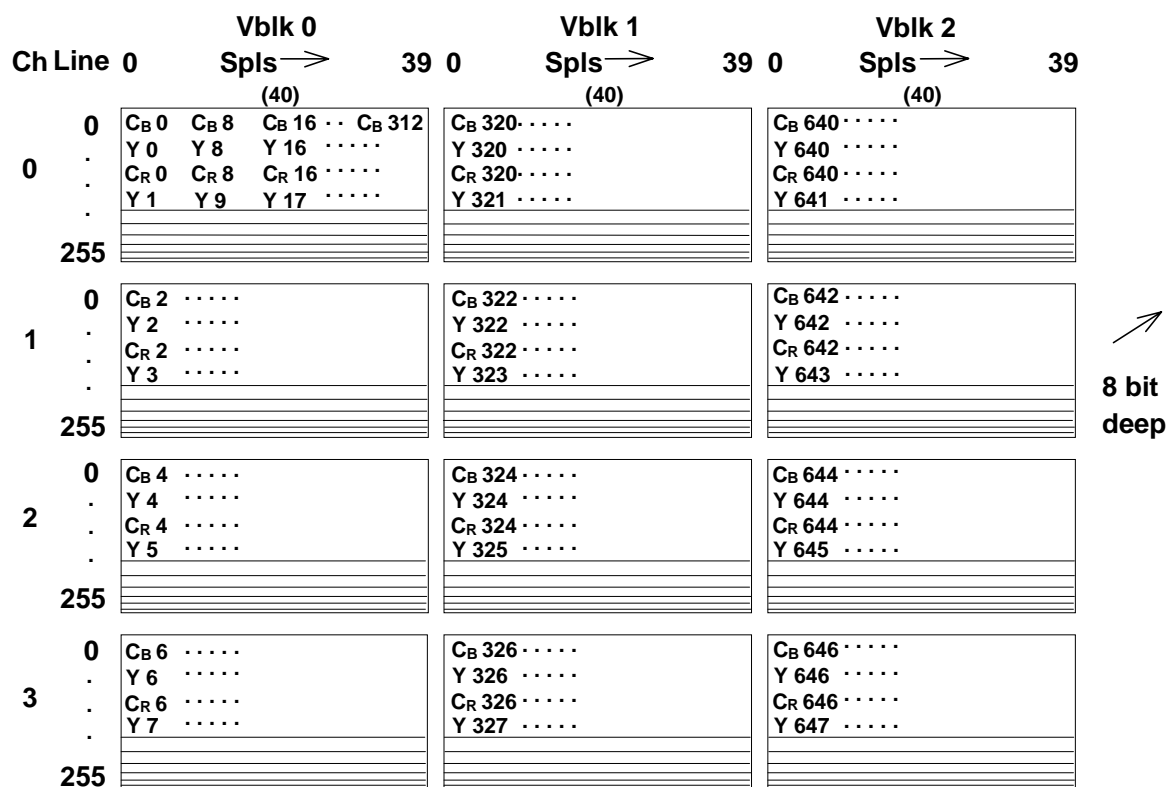 Vblk 0 Vblk 1 Vblk 2
Ch Line 0 Spls 39 0 Spls 39 0 Spls 39
(40) (40) (40)
0 CB 0 CB 8 CB 16 · · CB 312 CB 320 · · · · · CB 640 · · · · ·
Y 0 Y 8 Y 16 · · · · · Y 320 · · · · · Y 640 · · · · ·
0 CR 0 CR 8 CR 16 · · · · · CR 320 · · · · · CR 640 · · · · ·
Y 1 Y 9 Y 17 · · · · · Y 321 · · · · · Y 641 · · · · ·
255
0 CB 2 · · · · · CB 322 · · · · · CB 642 · · · · ·
Y 2 · · · · · Y 322 · · · · · Y 642 · · · · ·
1 CR 2 · · · · · CR 322 · · · · · CR 642 · · · · ·
Y 3 · · · · · Y 323 · · · · · Y 643 · · · · ·
255
8 bit
deep
0 CB 4 · · · · · CB 324 · · · · · CB 644 · · · · ·
Y 4 · · · · · Y 324 · · · · · Y 644 · · · · ·
2 CR 4 · · · · · CR 324 · · · · · CR 644 · · · · ·
Y 5 · · · · · Y 325 · · · · · Y 645 · · · · ·
255
0 CB 6 · · · · · CB 326 · · · · · CB 646 · · · · ·
Y 6 · · · · · Y 326 · · · · · Y 646 · · · · ·
3 CR 6 · · · · · CR 326 · · · · · CR 646 · · · · ·
Y 7 · · · · · Y 327 · · · · · Y 647 · · · · ·
255